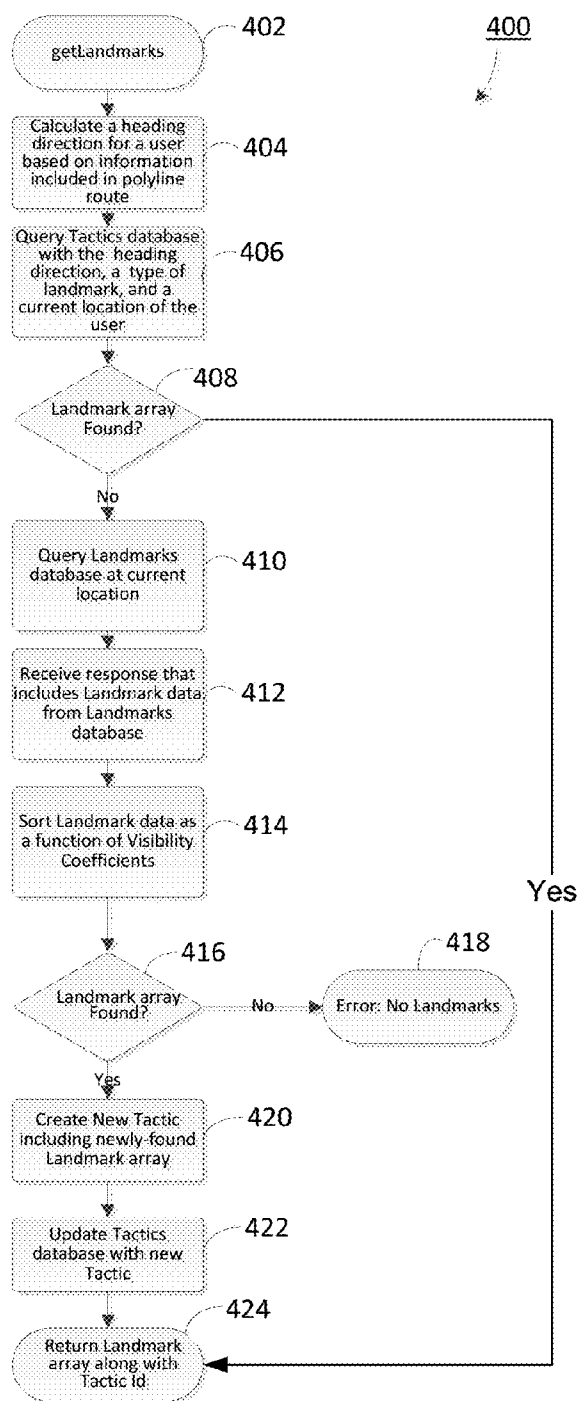 getLandmarks
402
400
Calculate a heading
direction for a user
based on information
included in polyline
route
404
Query Tactics database
with the heading
direction, a type of
landmark, and a
current location of the
user
406
408
Landmark array
Found?
No
Query Landmarks
database at current
location
410
Receive response that
includes Landmark data
from Landmarks
database
412
Sort Landmark data as
a function of Visibility
Coefficients
414
Yes
416
Landmark array
Found?
No
418
Error: No Landmarks
Yes
Create New Tactic
including newly-found
Landmark array
420
Update Tactics
database with new
Tactic
422
424
Return Landmark
array along with
Tactic Id